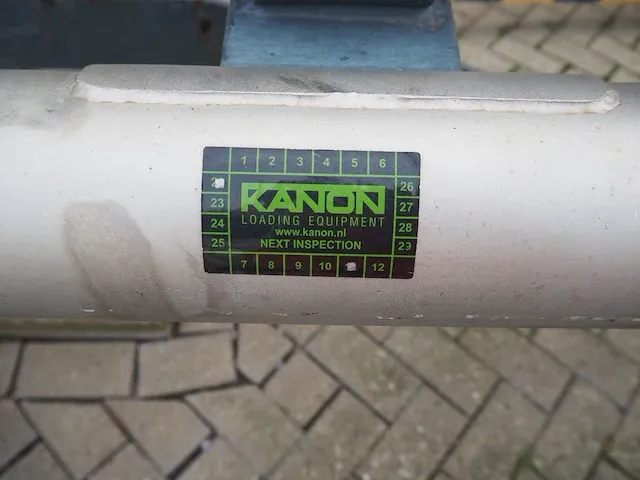 1 2 3 4 5 6
26
23 27
24 28
25 29
KANON
LOADING EQUIPMENT
www.kanon.nl
NEXT INSPECTION
7 8 9 10 12